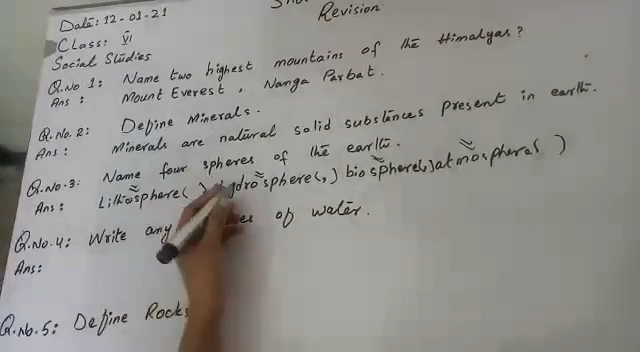 Revision
Date: 12-01-21
Class: VI
Social Studies
Q.No 1: Name two highest mountains of the Himalyas?
Ans: Mount Everest, Nanga Parbat.
Q.No.2: Define Minerals.
Ans: Minerals are natural solid substances present in earth.
Q.No.3: Name four spheres of the earth.
Ans: Lithosphere( ) hydrosphere(,) biosphere(,) atmosphere( )
Q.No.4: Write any of water.
Ans:
Q.No.5: Define Rocks